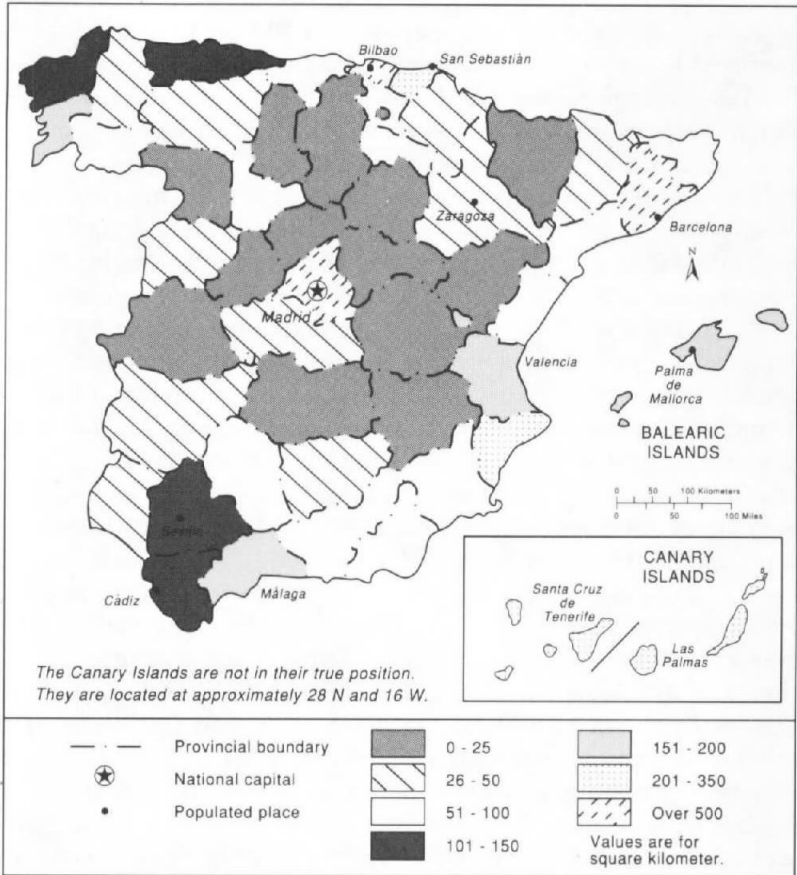 Bilbao
San Sebastián
Zaragoza
Barcelona
N
Madrid
Valencia
Palma
de
Mallorca
BALEARIC
ISLANDS
0 50 100 Kilometers
0 50 100 Miles
Seville
Cádiz
Málaga
CANARY
ISLANDS
Santa Cruz
de
Tenerife
Las
Palmas
The Canary Islands are not in their true position.
They are located at approximately 28 N and 16 W.
Provincial boundary
National capital
Populated place
0 - 25
26 - 50
51 - 100
101 - 150
151 - 200
201 - 350
Over 500
Values are for
square kilometer.